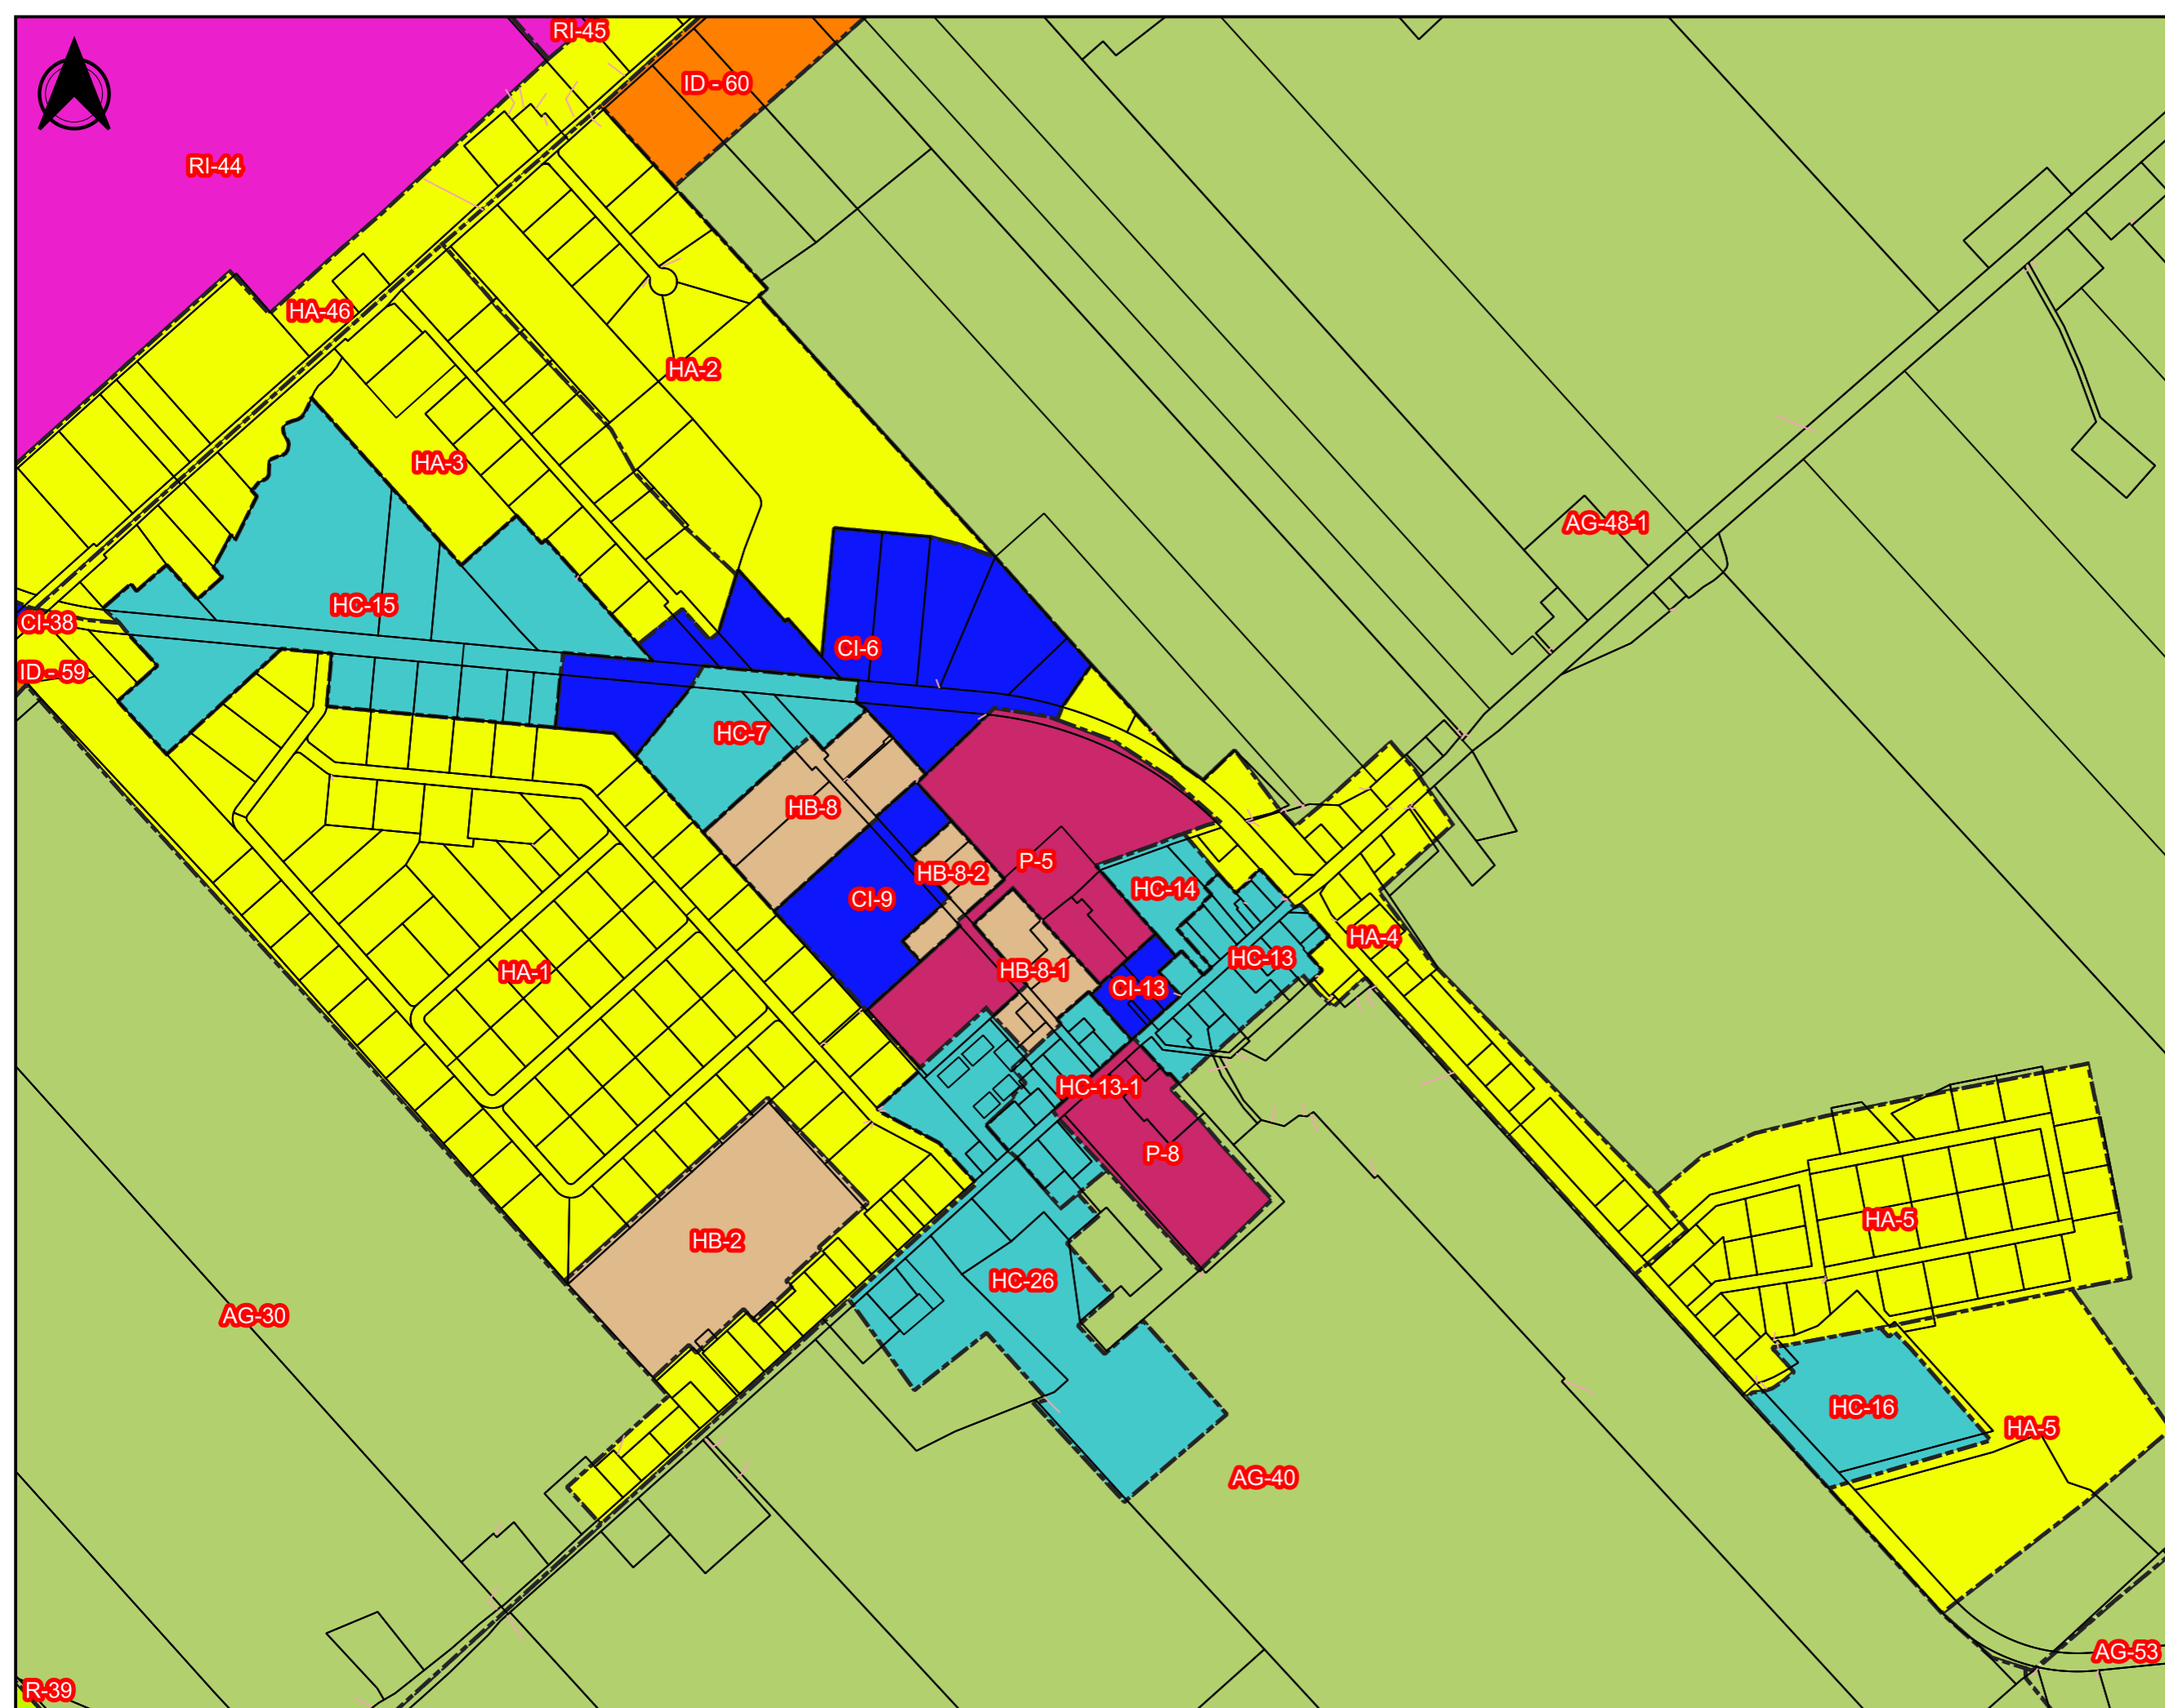 RI-45
ID - 60
RI-44
HA-46
HA-2
HA-3
AG-48-1
HC-15
CI-38
CI-6
ID - 59
HC-7
HB-8
P-5
HB-8-2
HC-14
CI-9
HA-4
HC-13
HB-8-1
HA-1
CI-13
HC-13-1
P-8
HA-5
HB-2
HC-26
AG-30
HC-16
HA-5
AG-40
AG-53
R-39